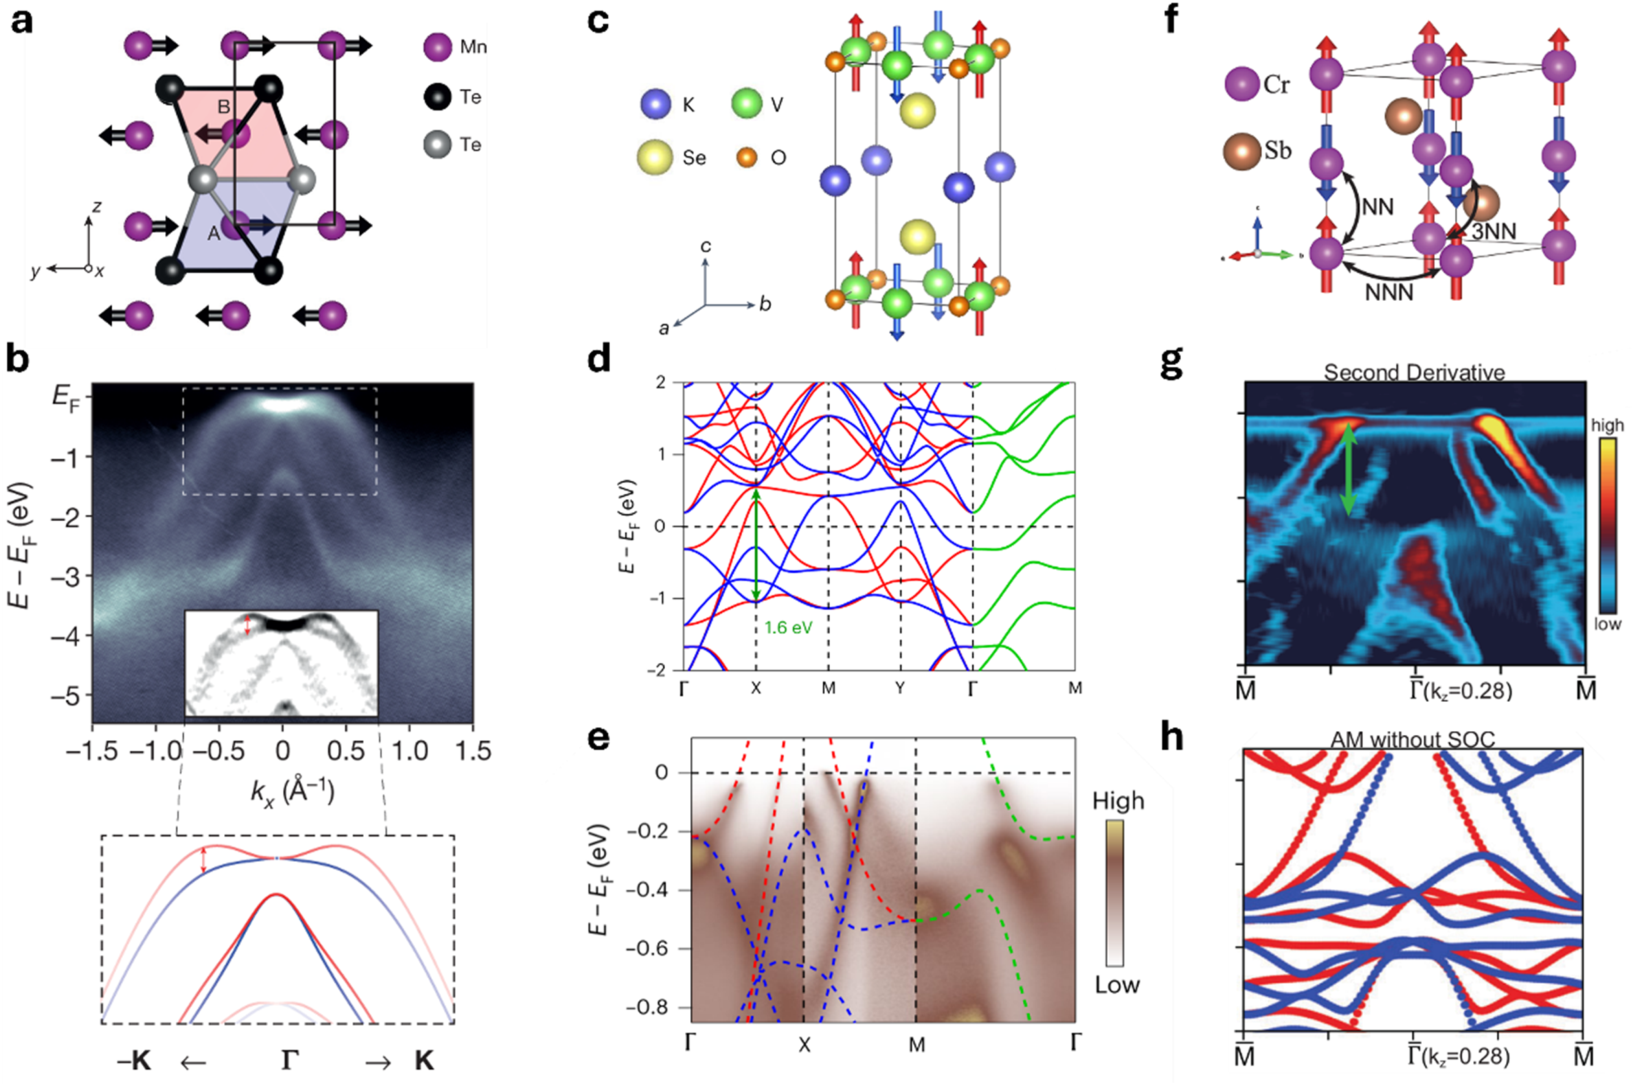 a
Mn
Te
Te
B
A
z
y
x
b
E_F
−1
−2
−3
−4
−5
E − E_F (eV)
−1.5 −1.0 −0.5 0 0.5 1.0 1.5
k_x (Å⁻¹)
−K ← Γ → K
c
K V
Se O
c
b
a
d
2
1
0
−1
−2
E − E_F (eV)
1.6 eV
Γ X M Y Γ M
e
0
−0.2
−0.4
−0.6
−0.8
E − E_F (eV)
High
Low
Γ X M Γ
f
Cr
Sb
NN
3NN
NNN
c
a
b
g
Second Derivative
high
low
M̅ Γ̅(k_z=0.28) M̅
h
AM without SOC
M̅ Γ̅(k_z=0.28) M̅